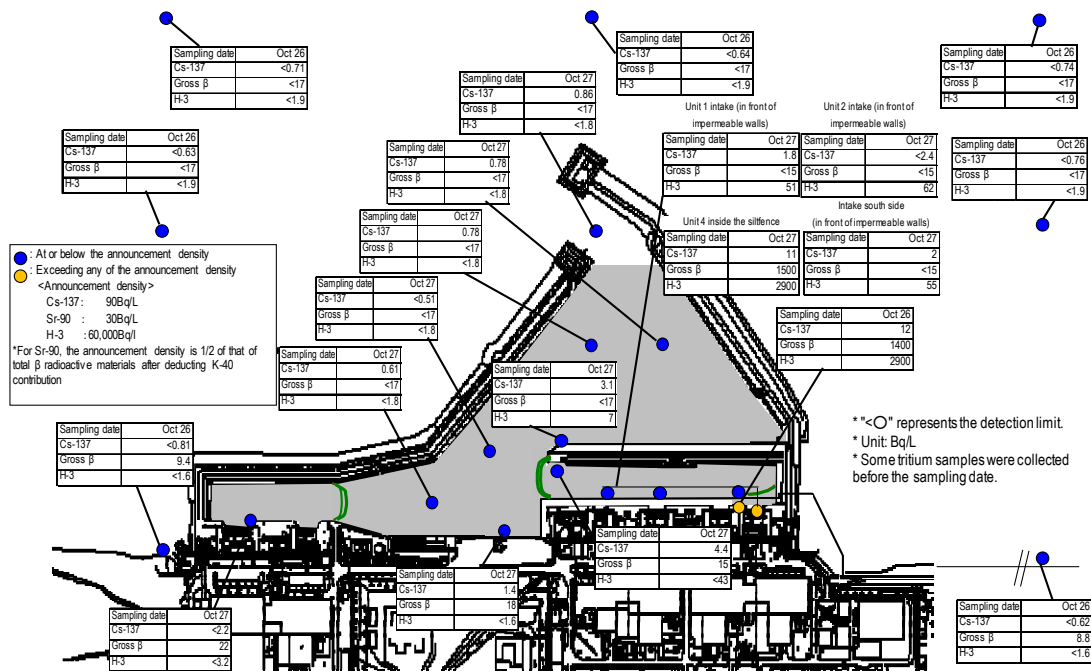 Sampling date Oct 26
Cs-137 <0.71
Gross β <17
H-3 <1.9
Sampling date Oct 26
Cs-137 <0.64
Gross β <17
H-3 <1.9
Sampling date Oct 26
Cs-137 <0.74
Gross β <17
H-3 <1.9
Sampling date Oct 27
Cs-137 0.86
Gross β <17
H-3 <1.8
Sampling date Oct 26
Cs-137 <0.63
Gross β <17
H-3 <1.9
Sampling date Oct 27
Cs-137 0.78
Gross β <17
H-3 <1.8
Unit 1 intake (in front of
impermeable walls)
Sampling date Oct 27
Cs-137 1.8
Gross β <15
H-3 51
Unit 2 intake (in front of
impermeable walls)
Sampling date Oct 27
Cs-137 <2.4
Gross β <15
H-3 62
Sampling date Oct 26
Cs-137 <0.76
Gross β <17
H-3 <1.9
Sampling date Oct 27
Cs-137 0.78
Gross β <17
H-3 <1.8
Unit 4 inside the siltfence
Sampling date Oct 27
Cs-137 11
Gross β 1500
H-3 2900
Intake south side
(in front of impermeable walls)
Sampling date Oct 27
Cs-137 2
Gross β <15
H-3 55
: At or below the announcement density
: Exceeding any of the announcement density
<Announcement density>
Cs-137: 90Bq/L
Sr-90 : 30Bq/L
H-3 : 60,000Bq/l
*For Sr-90, the announcement density is 1/2 of that of
total β radioactive materials after deducting K-40
contribution
Sampling date Oct 27
Cs-137 <0.51
Gross β <17
H-3 <1.8
Sampling date Oct 26
Cs-137 12
Gross β 1400
H-3 2900
Sampling date Oct 27
Cs-137 0.61
Gross β <17
H-3 <1.8
Sampling date Oct 27
Cs-137 3.1
Gross β <17
H-3 7
* "<○" represents the detection limit.
* Unit: Bq/L
* Some tritium samples were collected
before the sampling date.
Sampling date Oct 26
Cs-137 <0.81
Gross β 9.4
H-3 <1.6
Sampling date Oct 27
Cs-137 4.4
Gross β 15
H-3 <43
Sampling date Oct 27
Cs-137 1.4
Gross β 18
H-3 <1.6
Sampling date Oct 27
Cs-137 <2.2
Gross β 22
H-3 <3.2
Sampling date Oct 26
Cs-137 <0.62
Gross β 8.8
H-3 <1.6